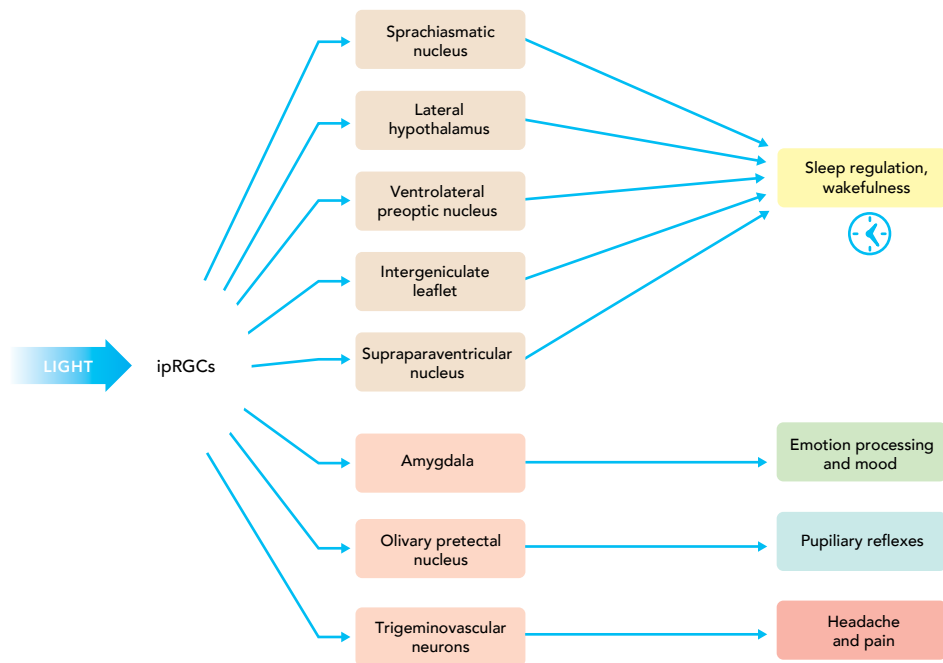 Sprachiasmatic
nucleus
Lateral
hypothalamus
Sleep regulation,
wakefulness
Ventrolateral
preoptic nucleus
Intergeniculate
leaflet
LIGHT
ipRGCs
Supraparaventricular
nucleus
Amygdala
Emotion processing
and mood
Olivary pretectal
nucleus
Pupiliary reflexes
Trigeminovascular
neurons
Headache
and pain